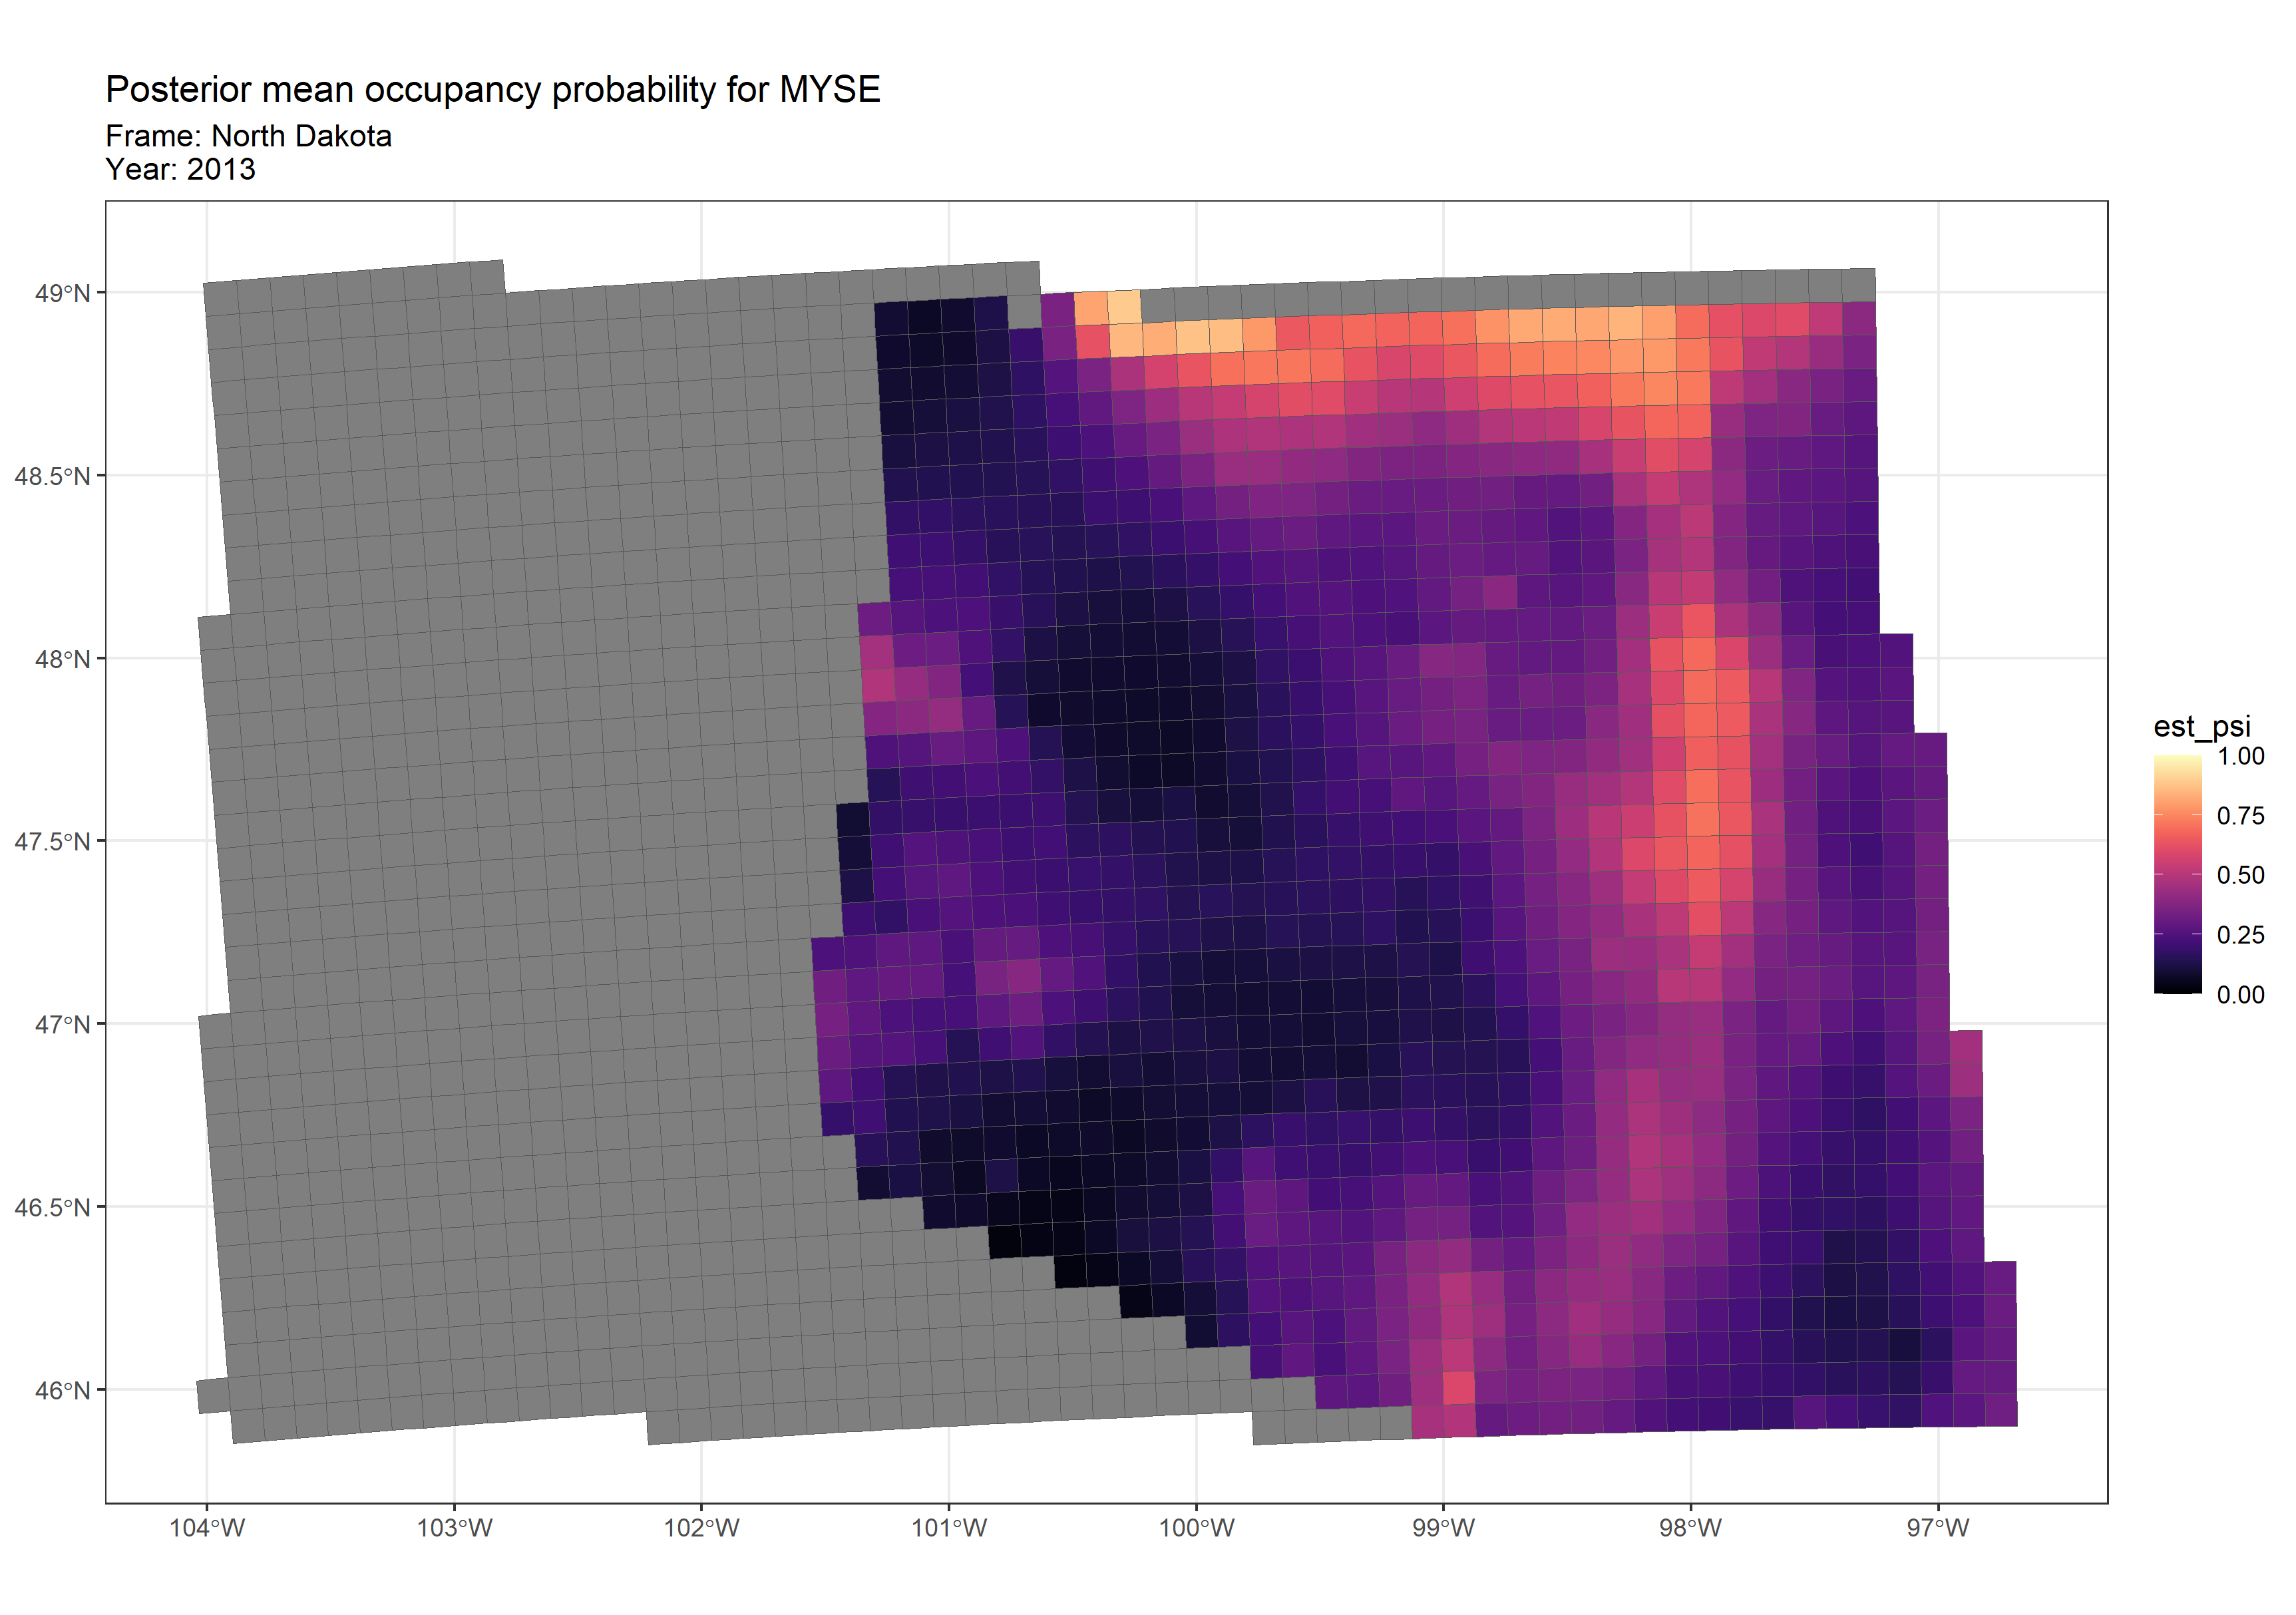 Posterior mean occupancy probability for MYSE
Frame: North Dakota
Year: 2013
49°N
48.5°N
48°N
47.5°N
47°N
46.5°N
46°N
104°W 103°W 102°W 101°W 100°W 99°W 98°W 97°W
est_psi
1.00
0.75
0.50
0.25
0.00